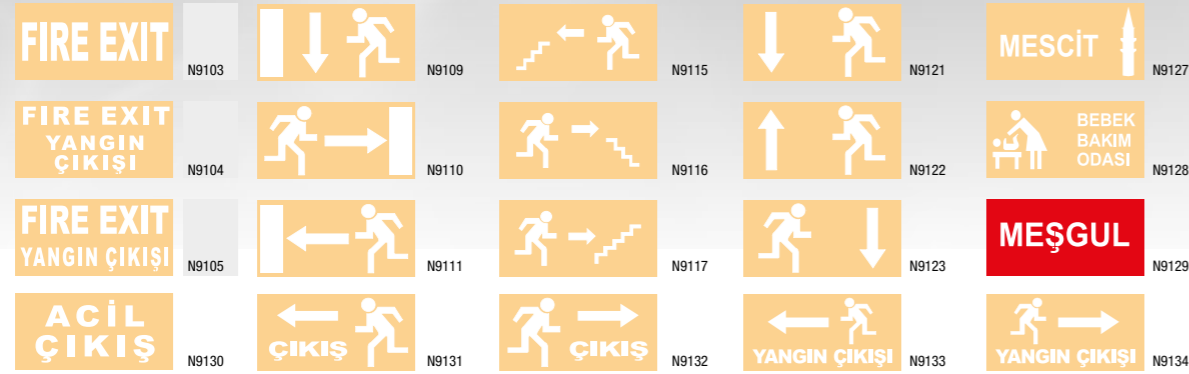 FIRE EXIT
N9103
N9109
N9115
N9121
MESCİT
N9127
FIRE EXIT
YANGIN
ÇIKIŞI
N9104
N9110
N9116
N9122
BEBEK
BAKIM
ODASI
N9128
FIRE EXIT
YANGIN ÇIKIŞI
N9105
N9111
N9117
N9123
MEŞGUL
N9129
ACİL
ÇIKIŞ
N9130
ÇIKIŞ
N9131
ÇIKIŞ
N9132
YANGIN ÇIKIŞI
N9133
YANGIN ÇIKIŞI
N9134